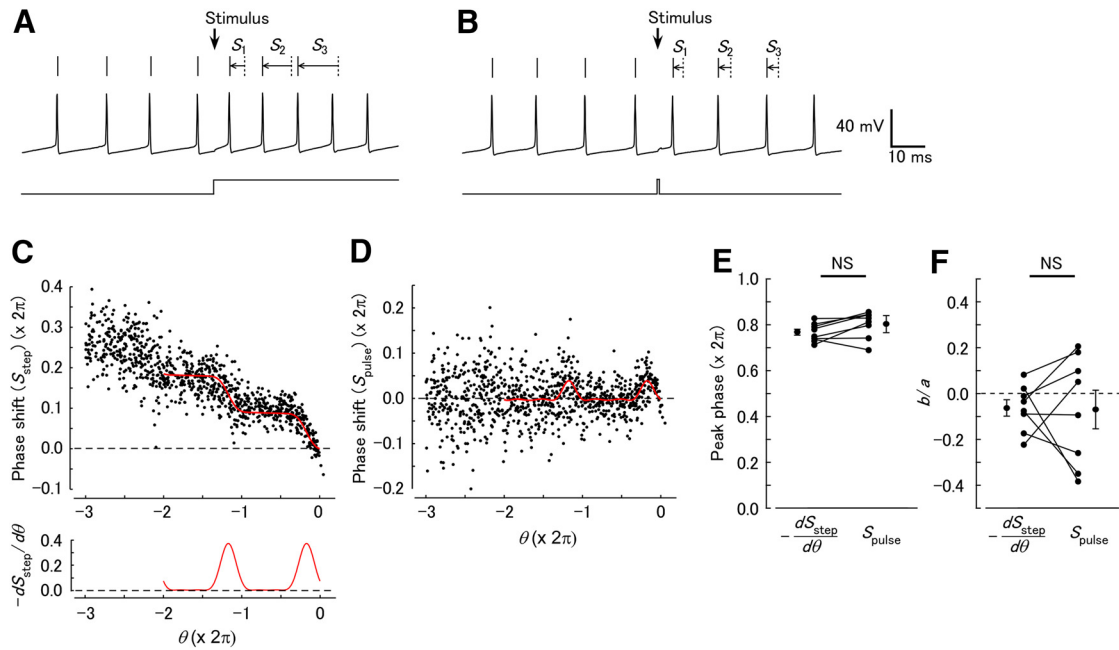 A
Stimulus
S1
S2
S3
B
Stimulus
S1
S2
S3
40 mV
10 ms
C
Phase shift (Sstep) (x 2π)
0.4
0.3
0.2
0.1
0.0
−0.1
−3
−2
−1
0
−dSstep/dθ
0.4
0.0
−3
−2
−1
0
θ (x 2π)
D
Phase shift (Spulse) (x 2π)
0.2
0.1
0.0
−0.1
−0.2
−3
−2
−1
0
θ (x 2π)
E
NS
Peak phase (x 2π)
1.0
0.8
0.6
0.4
0.2
0.0
− dSstep
dθ
Spulse
F
NS
b/a
0.4
0.2
0.0
−0.2
−0.4
− dSstep
dθ
Spulse